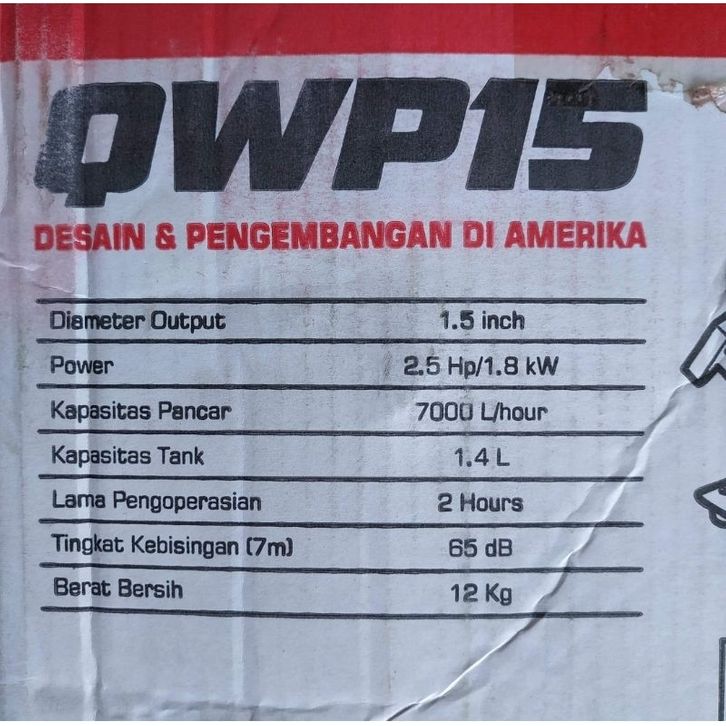 QWP15
DESAIN & PENGEMBANGAN DI AMERIKA
Diameter Output 1.5 inch
Power 2.5 Hp/1.8 kW
Kapasitas Pancar 7000 L/hour
Kapasitas Tank 1.4 L
Lama Pengoperasian 2 Hours
Tingkat Kebisingan (7m) 65 dB
Berat Bersih 12 Kg